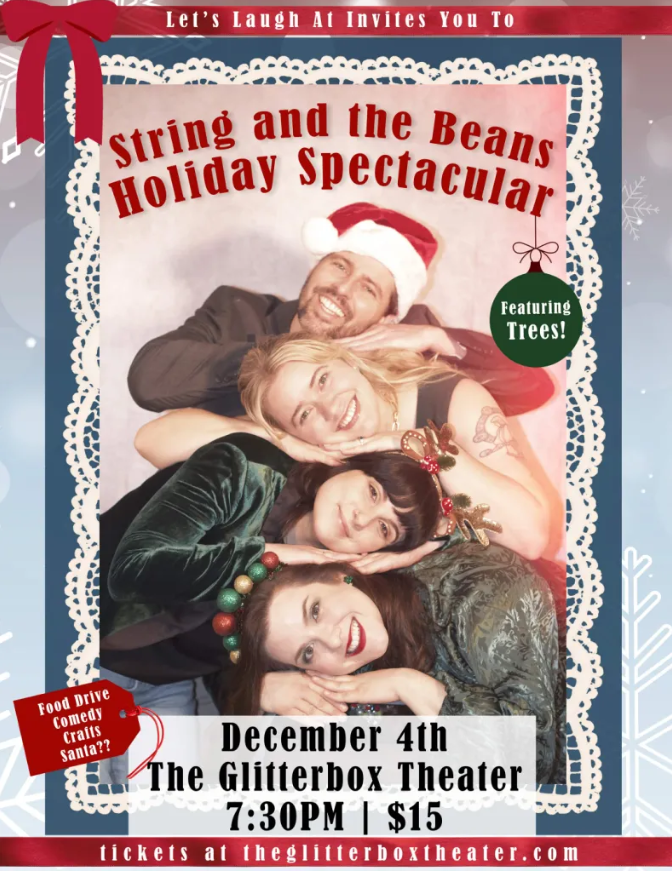 Let's Laugh At Invites You To
String and the Beans
Holiday Spectacular
Featuring
Trees!
Food Drive
Comedy
Crafts
Santa??
December 4th
The Glitterbox Theater
7:30PM | $15
tickets at theglitterboxtheater.com